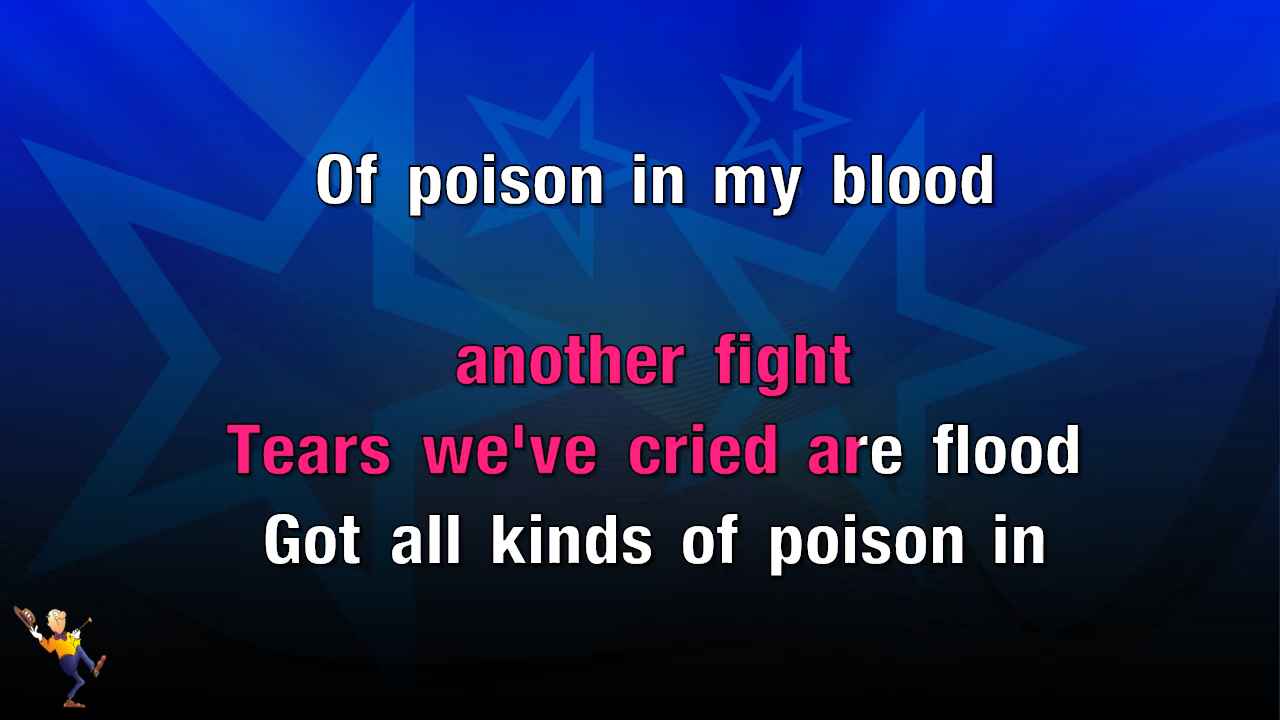 Of poison in my blood
another fight
Tears we've cried are flood
Got all kinds of poison in